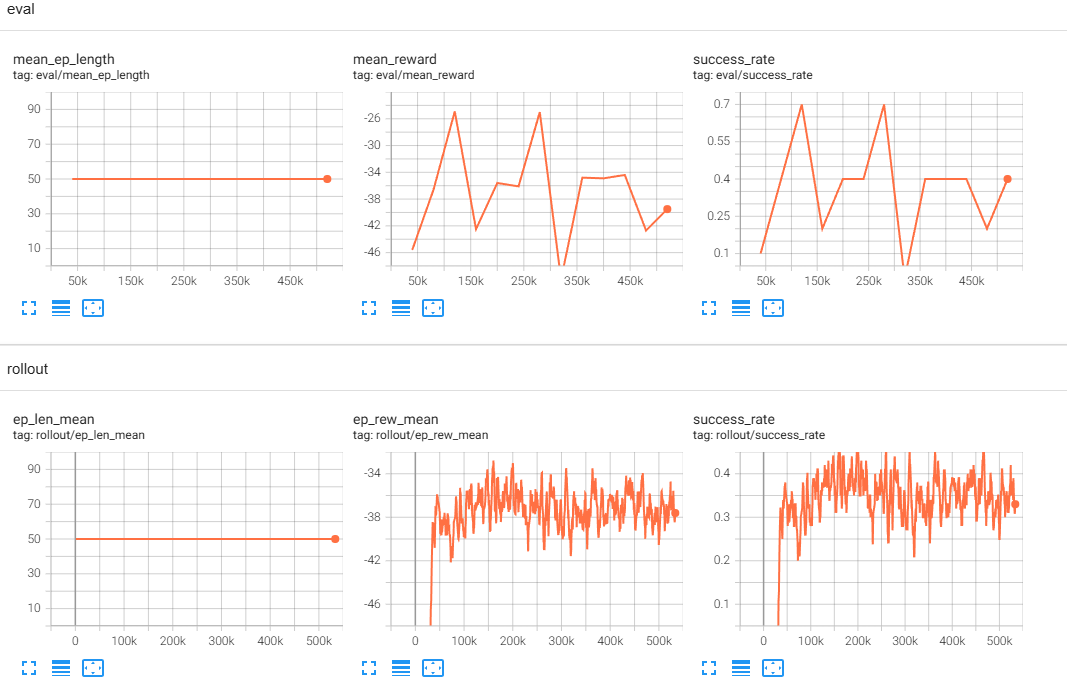 eval
mean_ep_length
tag: eval/mean_ep_length
90
70
50
30
10
50k 150k 250k 350k 450k
mean_reward
tag: eval/mean_reward
-26
-30
-34
-38
-42
-46
50k 150k 250k 350k 450k
success_rate
tag: eval/success_rate
0.7
0.55
0.4
0.25
0.1
50k 150k 250k 350k 450k
rollout
ep_len_mean
tag: rollout/ep_len_mean
90
70
50
30
10
0 100k 200k 300k 400k 500k
ep_rew_mean
tag: rollout/ep_rew_mean
-34
-38
-42
-46
0 100k 200k 300k 400k 500k
success_rate
tag: rollout/success_rate
0.4
0.3
0.2
0.1
0 100k 200k 300k 400k 500k